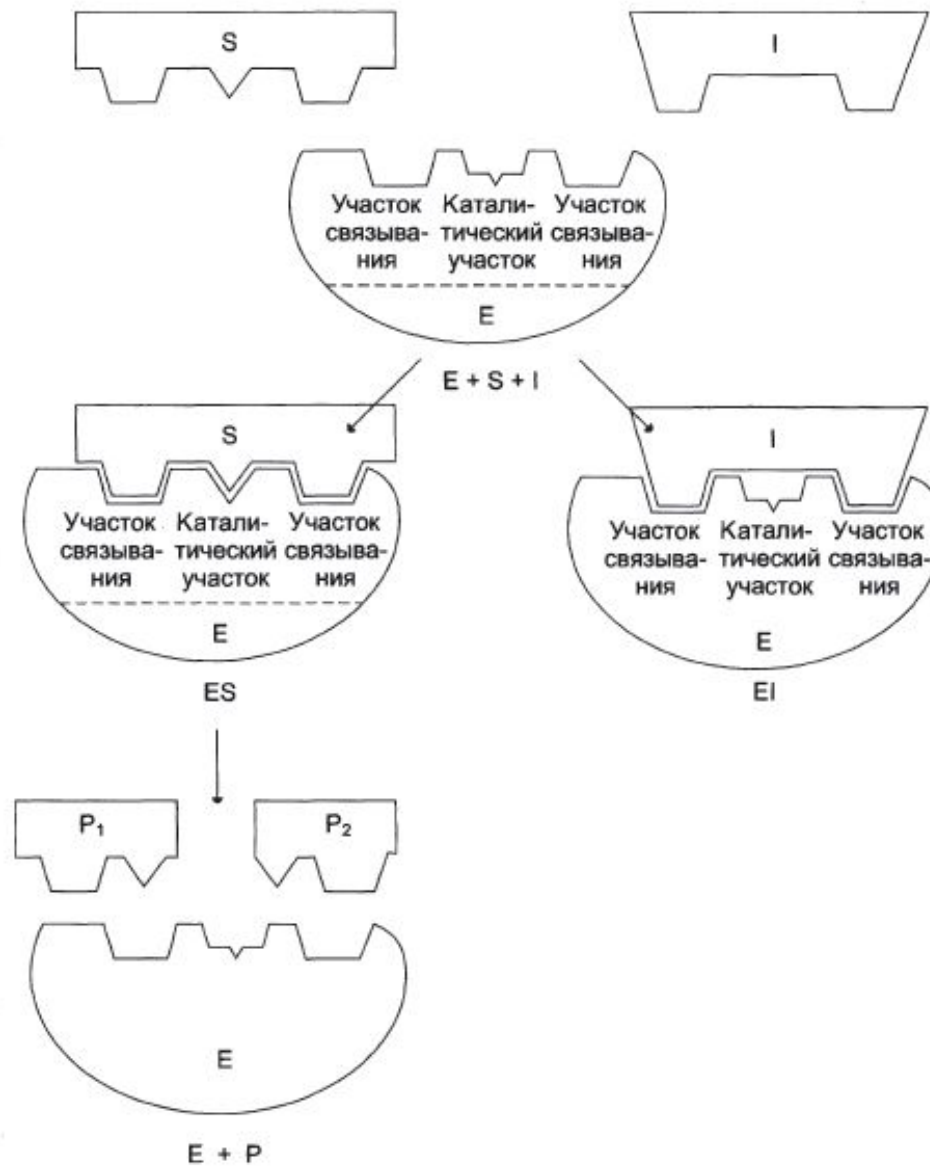 S
I
Участок Катали- Участок
связыва- тический связыва-
ния участок ния
E
E + S + I
S
I
Участок Катали- Участок
связыва- тический связыва-
ния участок ния
E
ES
Участок Катали- Участок
связыва- тический связыва-
ния участок ния
E
EI
P₁
P₂
E
E + P